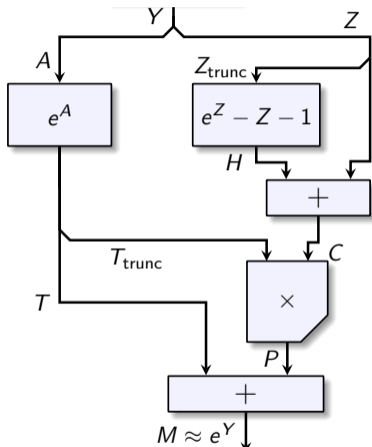 Y
Z
A
Z_trunc
e^A
e^Z − Z − 1
H
+
T_trunc
C
T
×
P
+
M ≈ e^Y